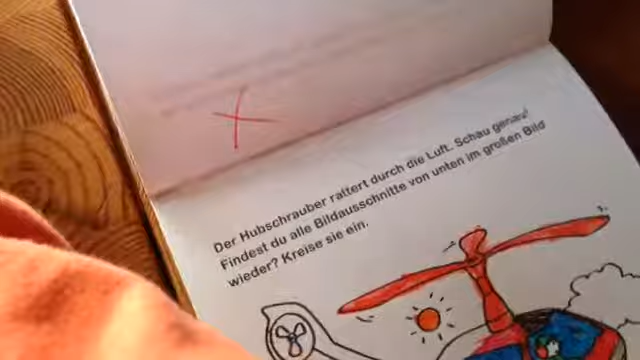 Der Hubschrauber rattert durch die Luft. Schau genau!
Findest du alle Bildausschnitte von unten im großen Bild
wieder? Kreise sie ein.